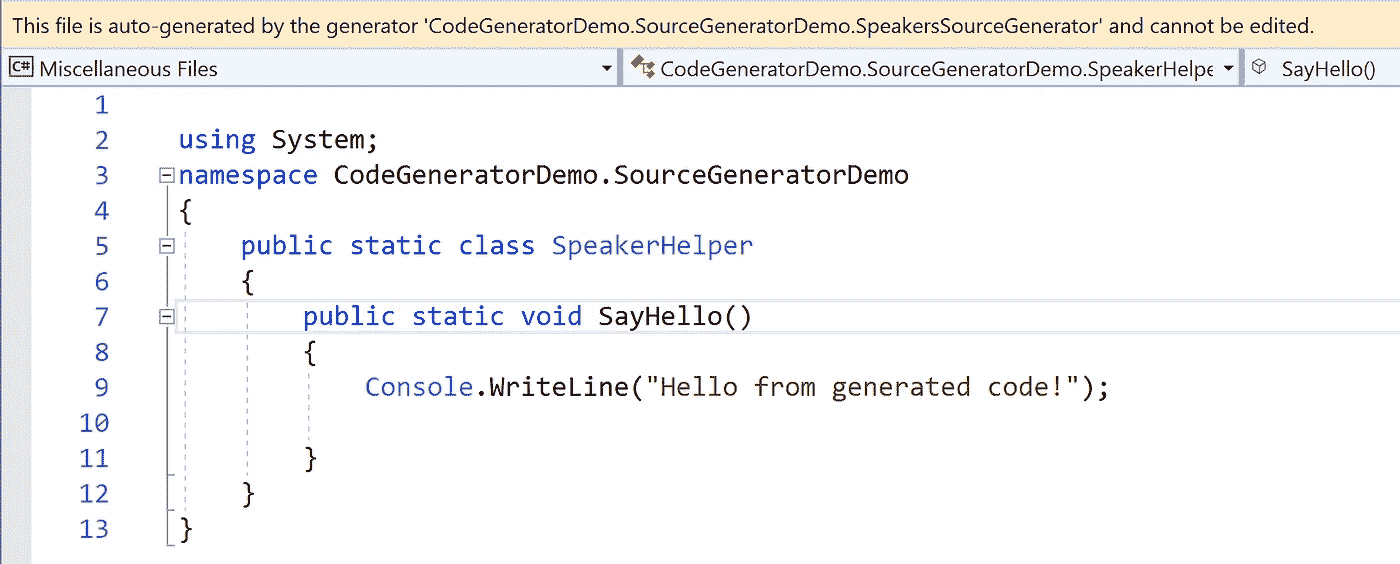 This file is auto-generated by the generator 'CodeGeneratorDemo.SourceGeneratorDemo.SpeakersSourceGenerator' and cannot be edited.
C# Miscellaneous Files CodeGeneratorDemo.SourceGeneratorDemo.SpeakerHelpe SayHello()
1
2 using System;
3 namespace CodeGeneratorDemo.SourceGeneratorDemo
4 {
5 public static class SpeakerHelper
6 {
7 public static void SayHello()
8 {
9 Console.WriteLine("Hello from generated code!");
10
11 }
12 }
13 }